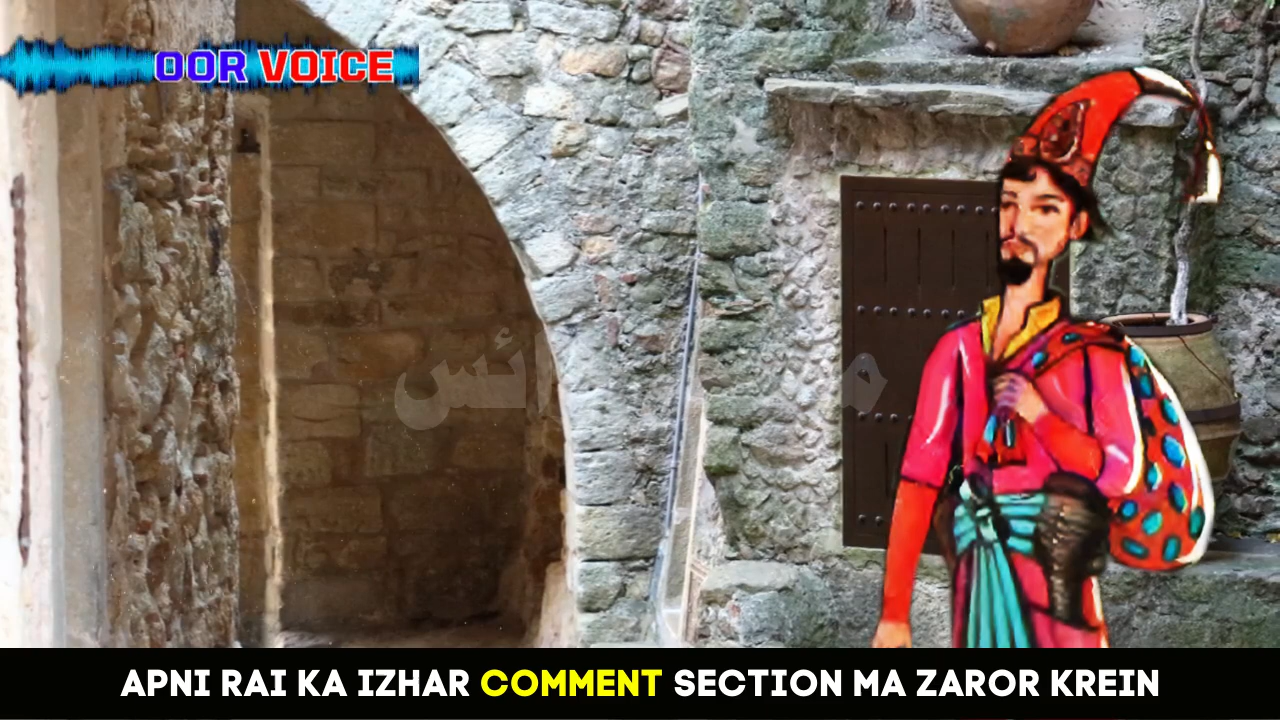 OOR VOICE
APNI RAI KA IZHAR COMMENT SECTION MA ZAROR KREIN